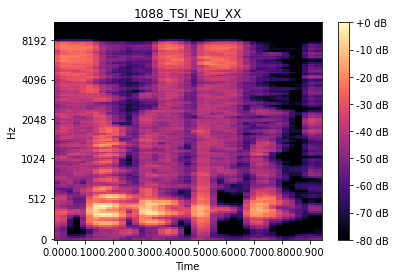 1088_TSI_NEU_XX
+0 dB
8192
-10 dB
4096
-20 dB
-30 dB
2048
Hz
-40 dB
1024
-50 dB
-60 dB
512
-70 dB
0
-80 dB
0.0000.1000.2000.3000.4000.5000.6000.7000.8000.900
Time